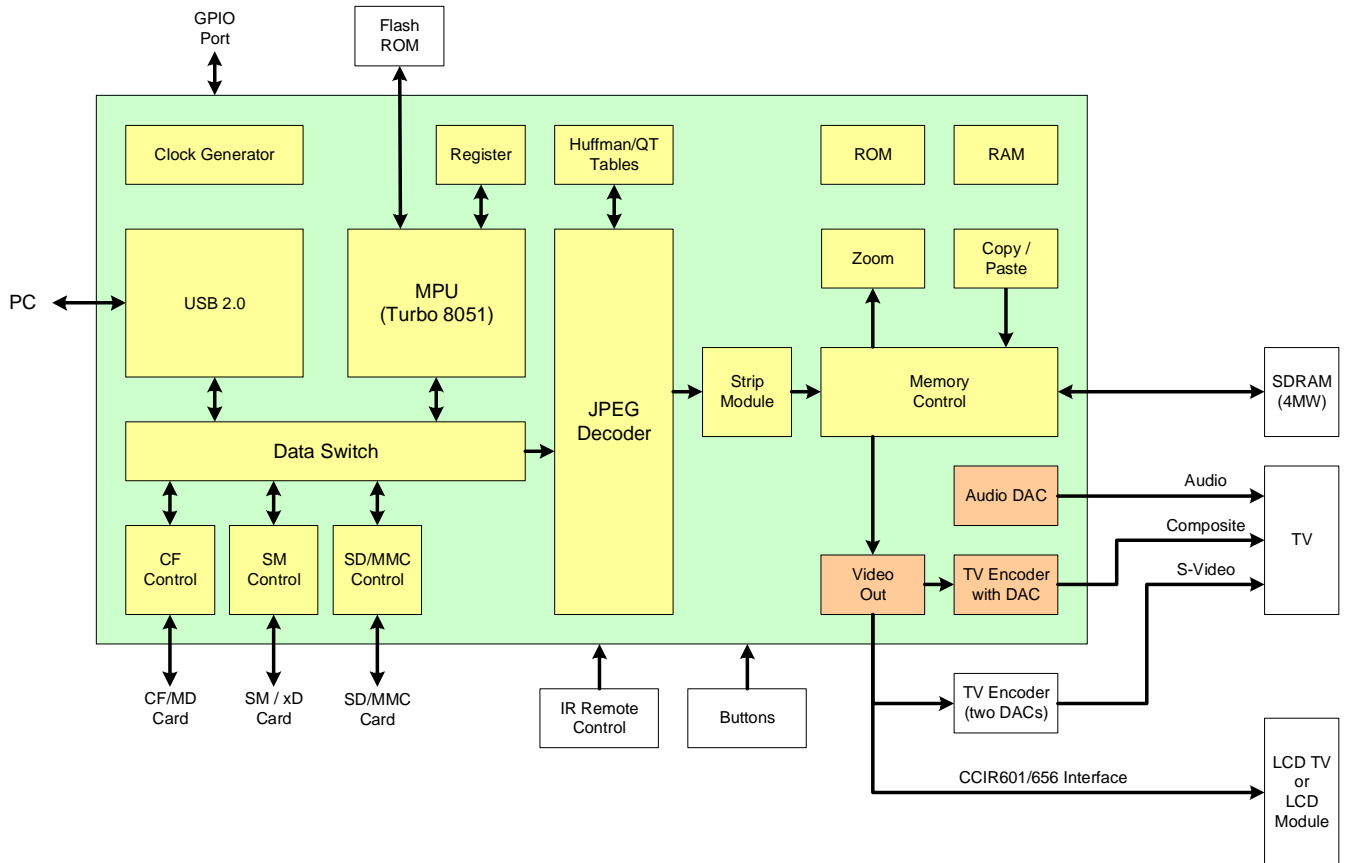 GPIO
Port
Flash
ROM
Clock Generator
Register
Huffman/QT
Tables
ROM
RAM
PC
USB 2.0
MPU
(Turbo 8051)
Zoom
Copy /
Paste
JPEG
Decoder
Strip
Module
Memory
Control
SDRAM
(4MW)
Data Switch
CF
Control
SM
Control
SD/MMC
Control
Audio DAC
Audio
Composite
S-Video
TV
Video
Out
TV Encoder
with DAC
CF/MD
Card
SM / xD
Card
SD/MMC
Card
IR Remote
Control
Buttons
TV Encoder
(two DACs)
CCIR601/656 Interface
LCD TV
or
LCD
Module